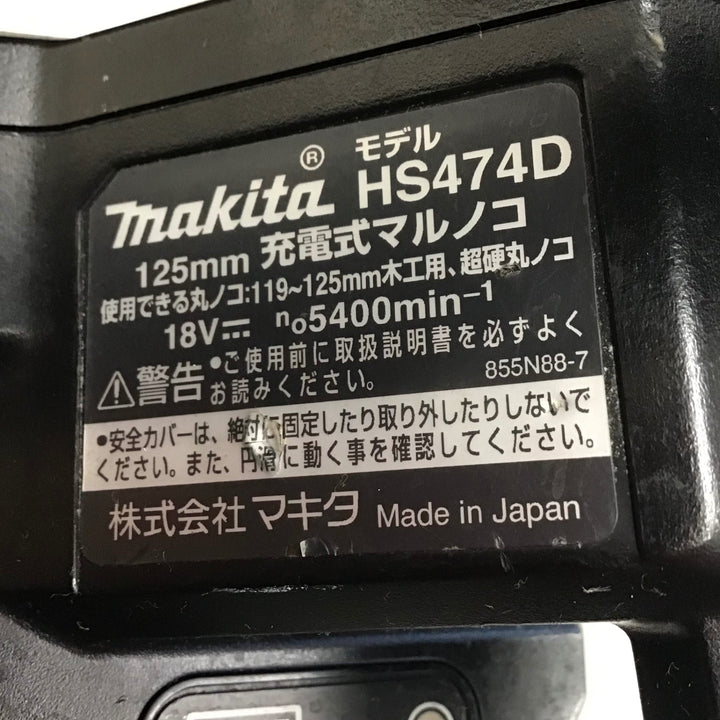 makita® モデル HS474D
125mm 充電式マルノコ
使用できる丸ノコ:119~125mm木工用、超硬丸ノコ
18V⎓ n₀5400min⁻¹
⚠警告 •ご使用前に取扱説明書を必ずよく
お読みください。 855N88-7
•安全カバーは、絶対に固定したり取り外したりしないで
ください。また、円滑に動く事を確認してください。
株式会社 マキタ Made in Japan